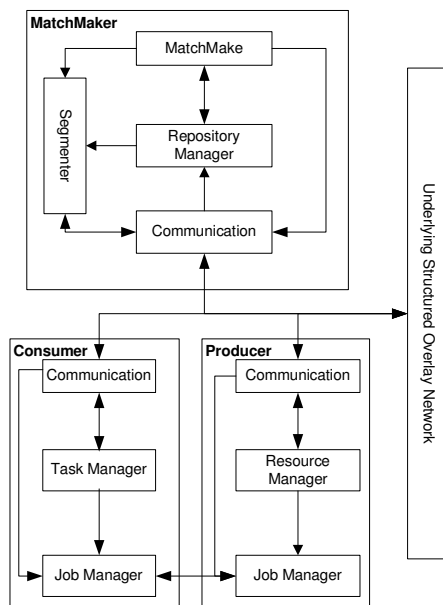 MatchMaker
MatchMake
Segmenter
Repository
Manager
Communication
Underlying Structured Overlay Network
Consumer
Communication
Task Manager
Job Manager
Producer
Communication
Resource
Manager
Job Manager